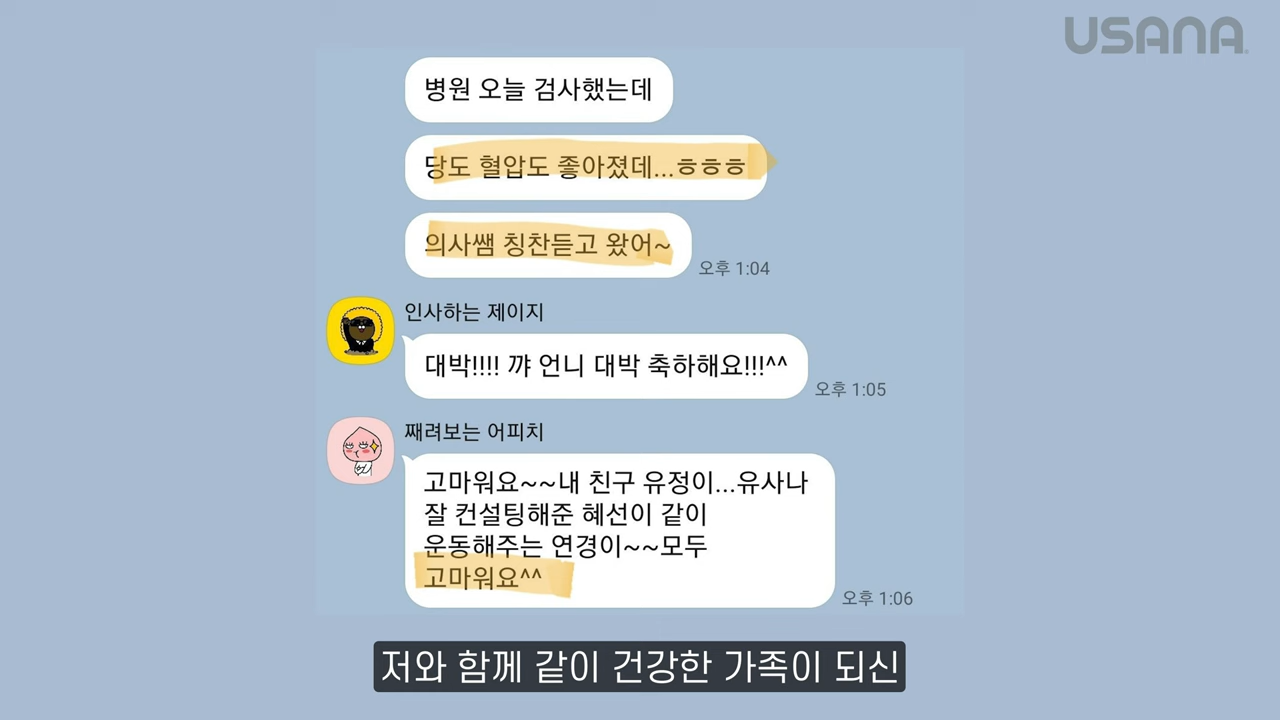 USANA
병원 오늘 검사했는데
당도 혈압도 좋아졌데...ㅎㅎㅎ
의사쌤 칭찬듣고 왔어~
오후 1:04
인사하는 제이지
대박!!!! 꺄 언니 대박 축하해요!!!^^
오후 1:05
째려보는 어피치
고마워요~~내 친구 유정이...유사나
잘 컨설팅해준 혜선이 같이
운동해주는 연경이~~모두
고마워요^^
오후 1:06
저와 함께 같이 건강한 가족이 되신